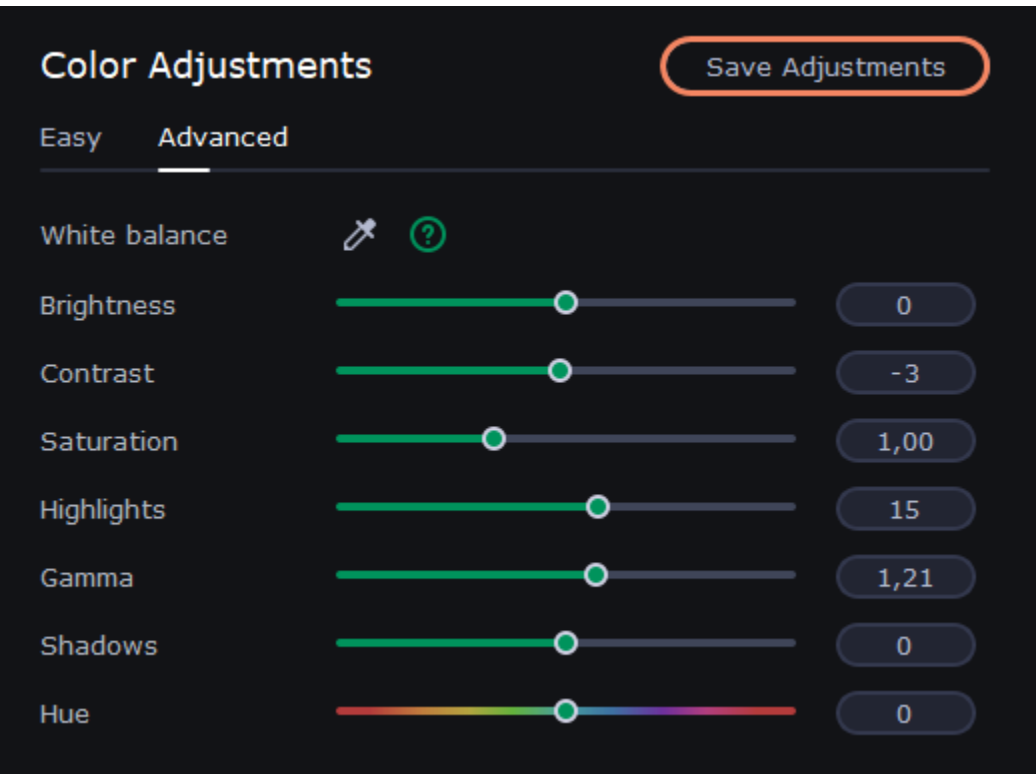 Color Adjustments
Save Adjustments
Easy Advanced
White balance ?
Brightness 0
Contrast -3
Saturation 1,00
Highlights 15
Gamma 1,21
Shadows 0
Hue 0